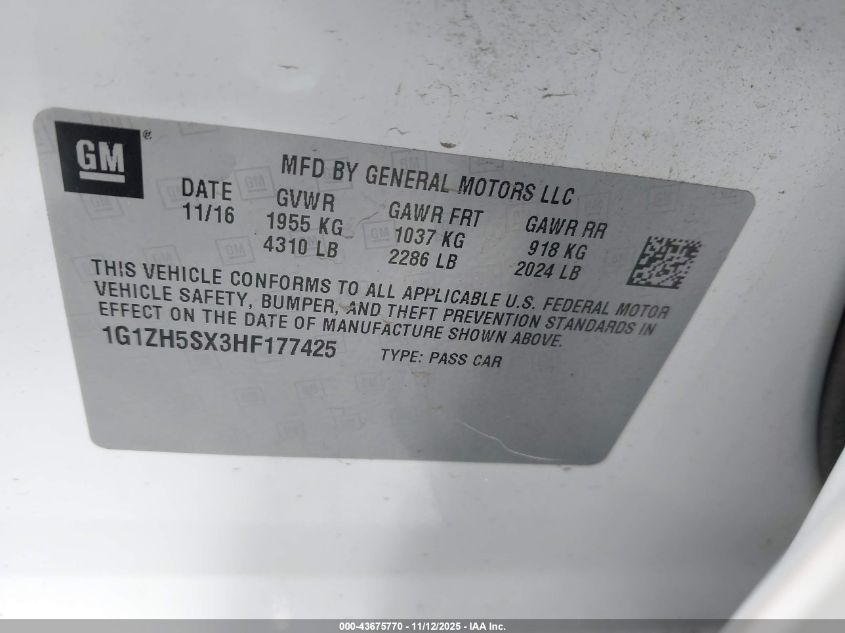 GM ®
MFD BY GENERAL MOTORS LLC
DATE GVWR GAWR FRT GAWR RR
11/16 1955 KG 1037 KG 918 KG
4310 LB 2286 LB 2024 LB
THIS VEHICLE CONFORMS TO ALL APPLICABLE U.S. FEDERAL MOTOR
VEHICLE SAFETY, BUMPER, AND THEFT PREVENTION STANDARDS IN
EFFECT ON THE DATE OF MANUFACTURE SHOWN ABOVE.
1G1ZH5SX3HF177425 TYPE: PASS CAR
000-43675770 - 11/12/2025 - IAA Inc.